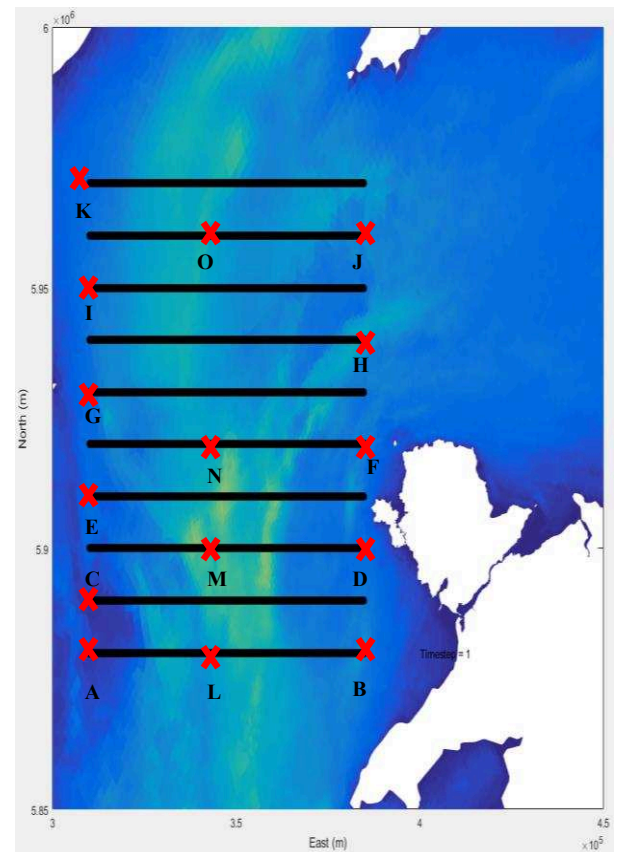 ×10⁶
6
K
O J
I
5.95
H
G
N F
E
5.9
C M D
Timestep = 1
A L B
5.85
3 3.5 4 4.5
East (m) ×10⁵
North (m)